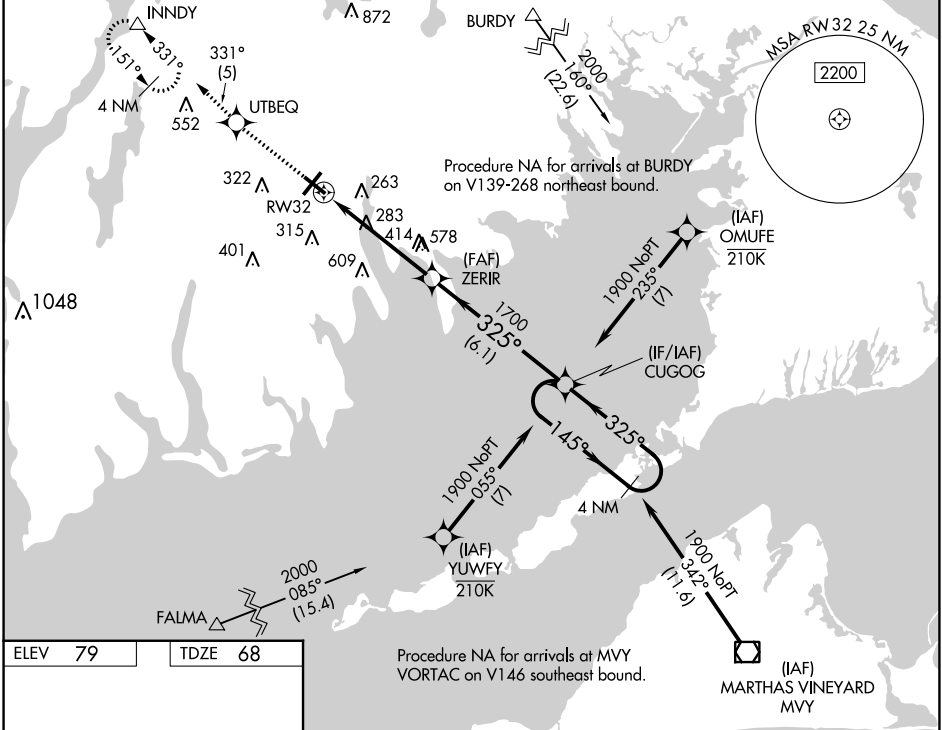 INNDY
872
BURDY
MSA RW 32 25 NM
2200
331°
151°
331°
(5)
2000
160°
(22.6)
4 NM
552
UTBEQ
Procedure NA for arrivals at BURDY
on V139-268 northeast bound.
322
263
RW32
283
315
414
578
401
609
(FAF)
ZERIR
(IAF)
OMUFE
210K
1900 NoPT
235°
(7)
1048
1700
325°
(6.1)
(IF/IAF)
CUGOG
325°
145°
4 NM
1900 NoPT
055°
(7)
(IAF)
YUWFY
210K
1900 NoPT
342°
(11.6)
2000
085°
(15.4)
FALMA
ELEV 79
TDZE 68
Procedure NA for arrivals at MVY
VORTAC on V146 southeast bound.
(IAF)
MARTHAS VINEYARD
MVY